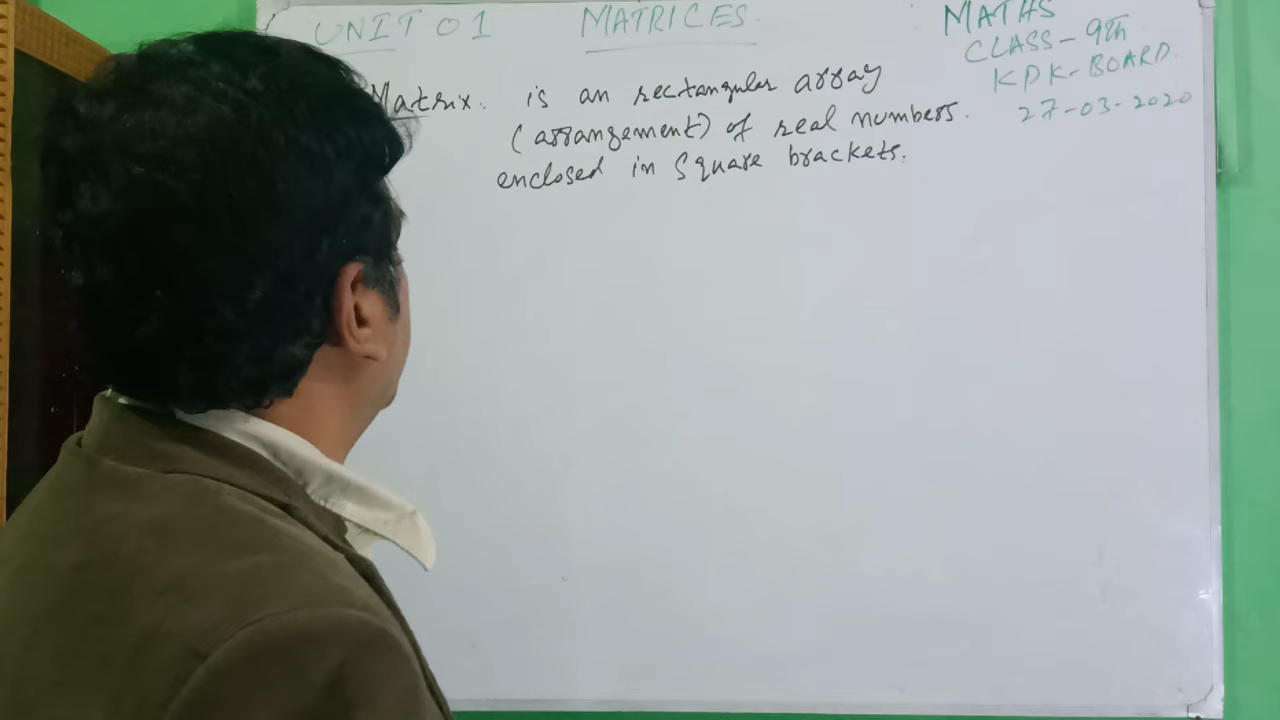 UNIT 01 MATRICES
MATHS
CLASS - 9th
KPK-BOARD
27-03-2020
Matrix. is an rectangular array
(arrangement) of real numbers.
enclosed in Square brackets.